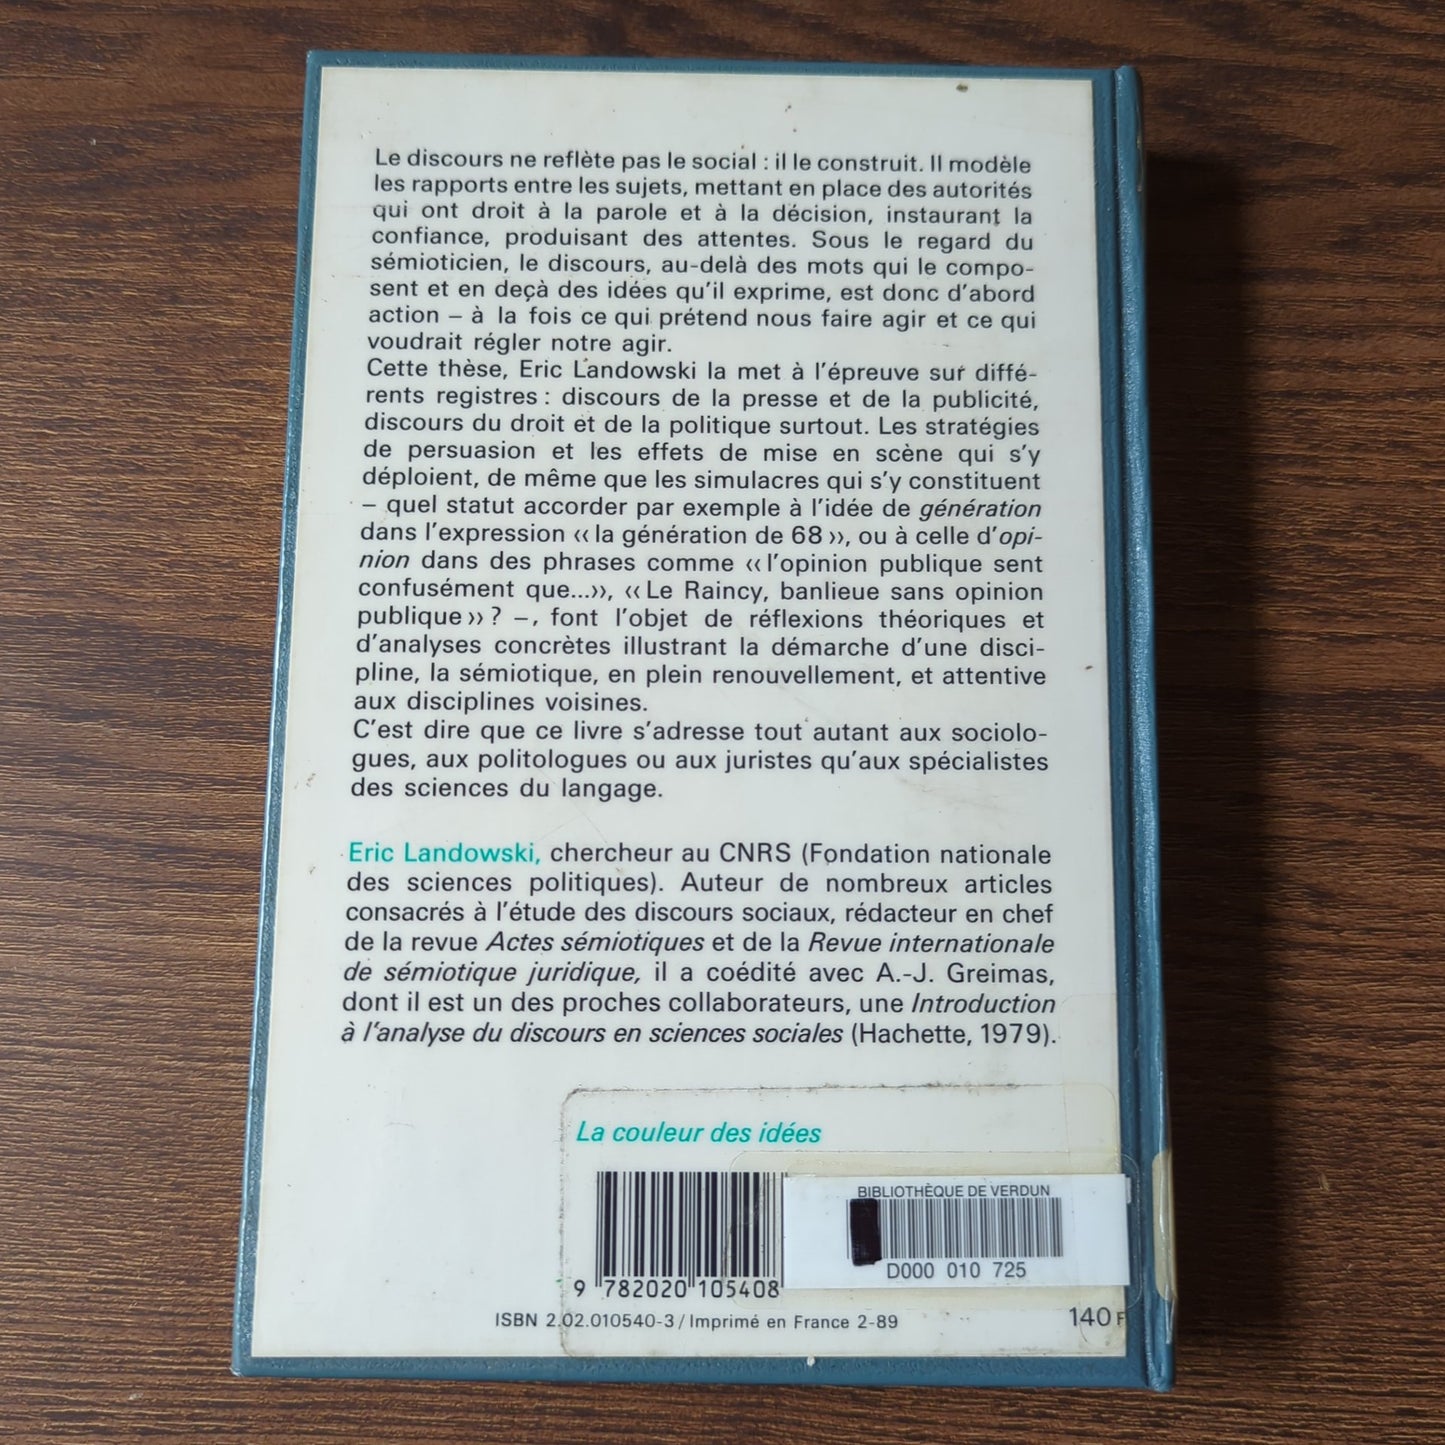 Le discours ne reflète pas le social : il le construit. Il modèle
les rapports entre les sujets, mettant en place des autorités
qui ont droit à la parole et à la décision, instaurant la
confiance, produisant des attentes. Sous le regard du
sémioticien, le discours, au-delà des mots qui le compo-
sent et en deçà des idées qu'il exprime, est donc d'abord
action – à la fois ce qui prétend nous faire agir et ce qui
voudrait régler notre agir.
Cette thèse, Eric Landowski la met à l'épreuve sur diffé-
rents registres : discours de la presse et de la publicité,
discours du droit et de la politique surtout. Les stratégies
de persuasion et les effets de mise en scène qui s'y
déploient, de même que les simulacres qui s'y constituent
– quel statut accorder par exemple à l'idée de génération
dans l'expression ‹‹ la génération de 68 ››, ou à celle d'opi-
nion dans des phrases comme ‹‹ l'opinion publique sent
confusément que...››, ‹‹ Le Raincy, banlieue sans opinion
publique ›› ? –, font l'objet de réflexions théoriques et
d'analyses concrètes illustrant la démarche d'une disci-
pline, la sémiotique, en plein renouvellement, et attentive
aux disciplines voisines.
C'est dire que ce livre s'adresse tout autant aux sociolo-
gues, aux politologues ou aux juristes qu'aux spécialistes
des sciences du langage.
Eric Landowski, chercheur au CNRS (Fondation nationale
des sciences politiques). Auteur de nombreux articles
consacrés à l'étude des discours sociaux, rédacteur en chef
de la revue Actes sémiotiques et de la Revue internationale
de sémiotique juridique, il a coédité avec A.-J. Greimas,
dont il est un des proches collaborateurs, une Introduction
à l'analyse du discours en sciences sociales (Hachette, 1979).
La couleur des idées
BIBLIOTHÈQUE DE VERDUN
D000 010 725
9 782020 105408
ISBN 2.02.010540-3 / Imprimé en France 2-89
140 F